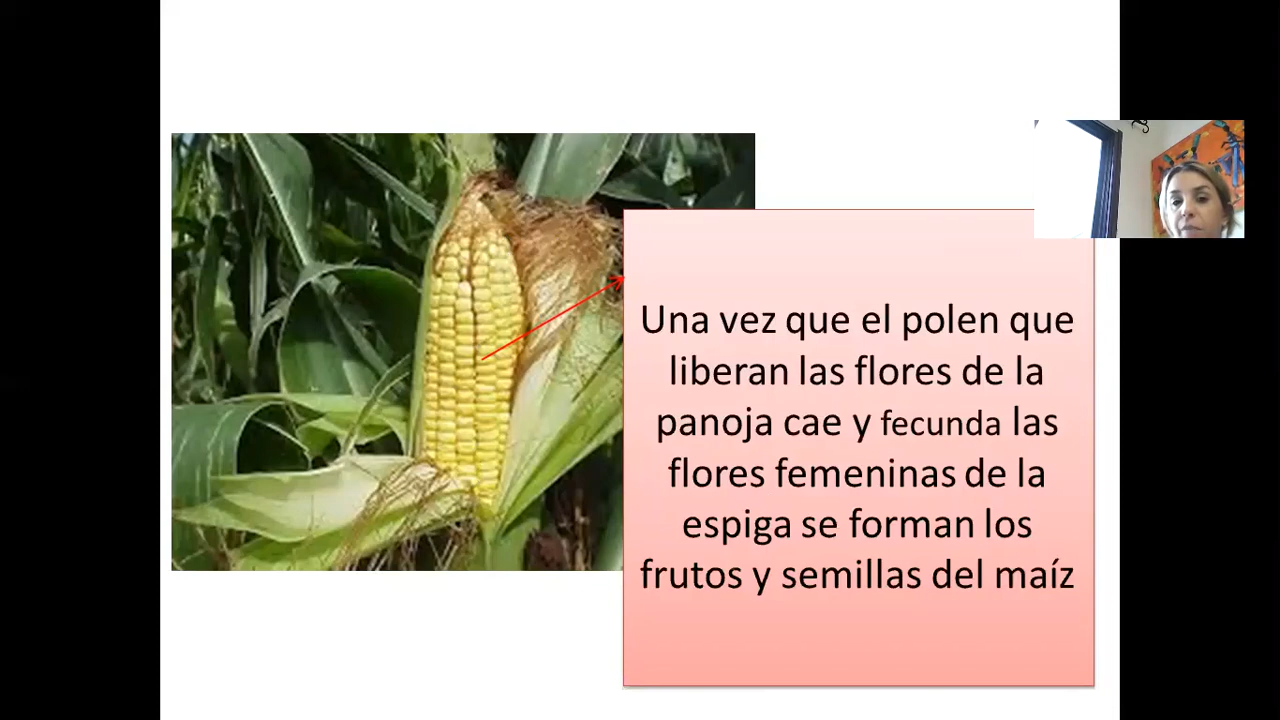 Una vez que el polen que
liberan las flores de la
panoja cae y fecunda las
flores femeninas de la
espiga se forman los
frutos y semillas del maíz